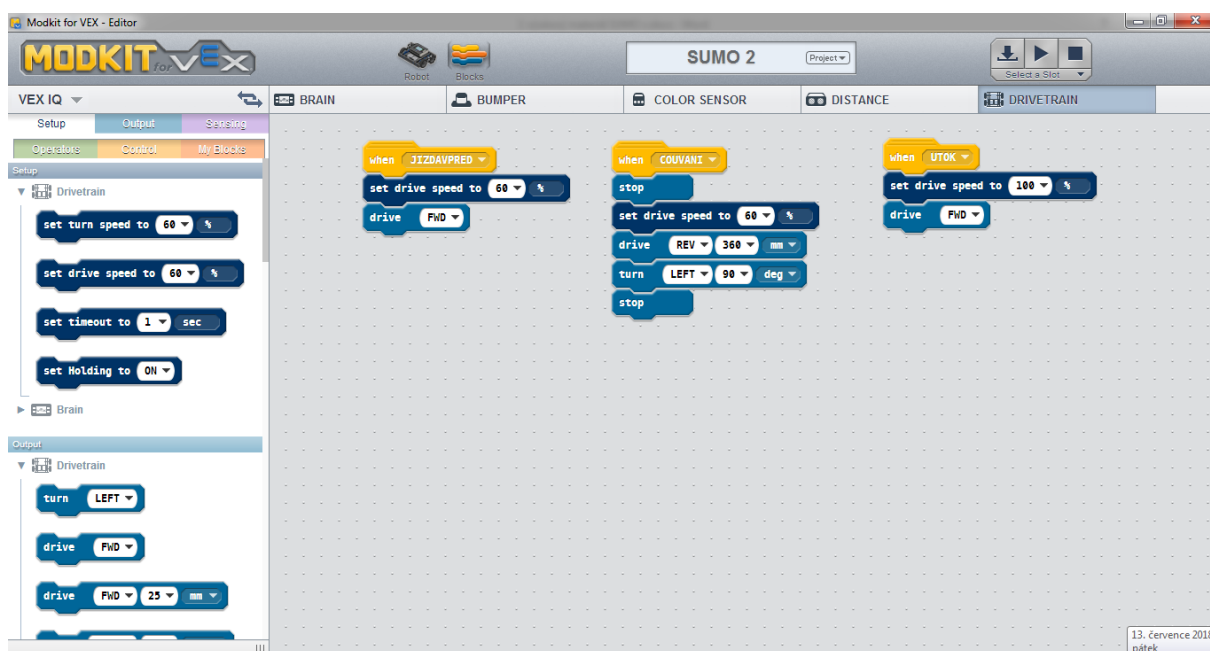 Modkit for VEX - Editor
MODKIT for VEX
Robot
Blocks
SUMO 2
Project
Select a Slot
VEX IQ
BRAIN
BUMPER
COLOR SENSOR
DISTANCE
DRIVETRAIN
Setup Output Sensing
Operators Control My Blocks
Setup
Drivetrain
set turn speed to 60 %
set drive speed to 60 %
set timeout to 1 sec
set Holding to ON
Brain
Output
Drivetrain
turn LEFT
drive FWD
drive FWD 25 mm
when JIZDAVPRED
set drive speed to 60 %
drive FWD
when COUVANI
stop
set drive speed to 60 %
drive REV 360 mm
turn LEFT 90 deg
stop
when UTOK
set drive speed to 100 %
drive FWD
13. července 2018
pátek